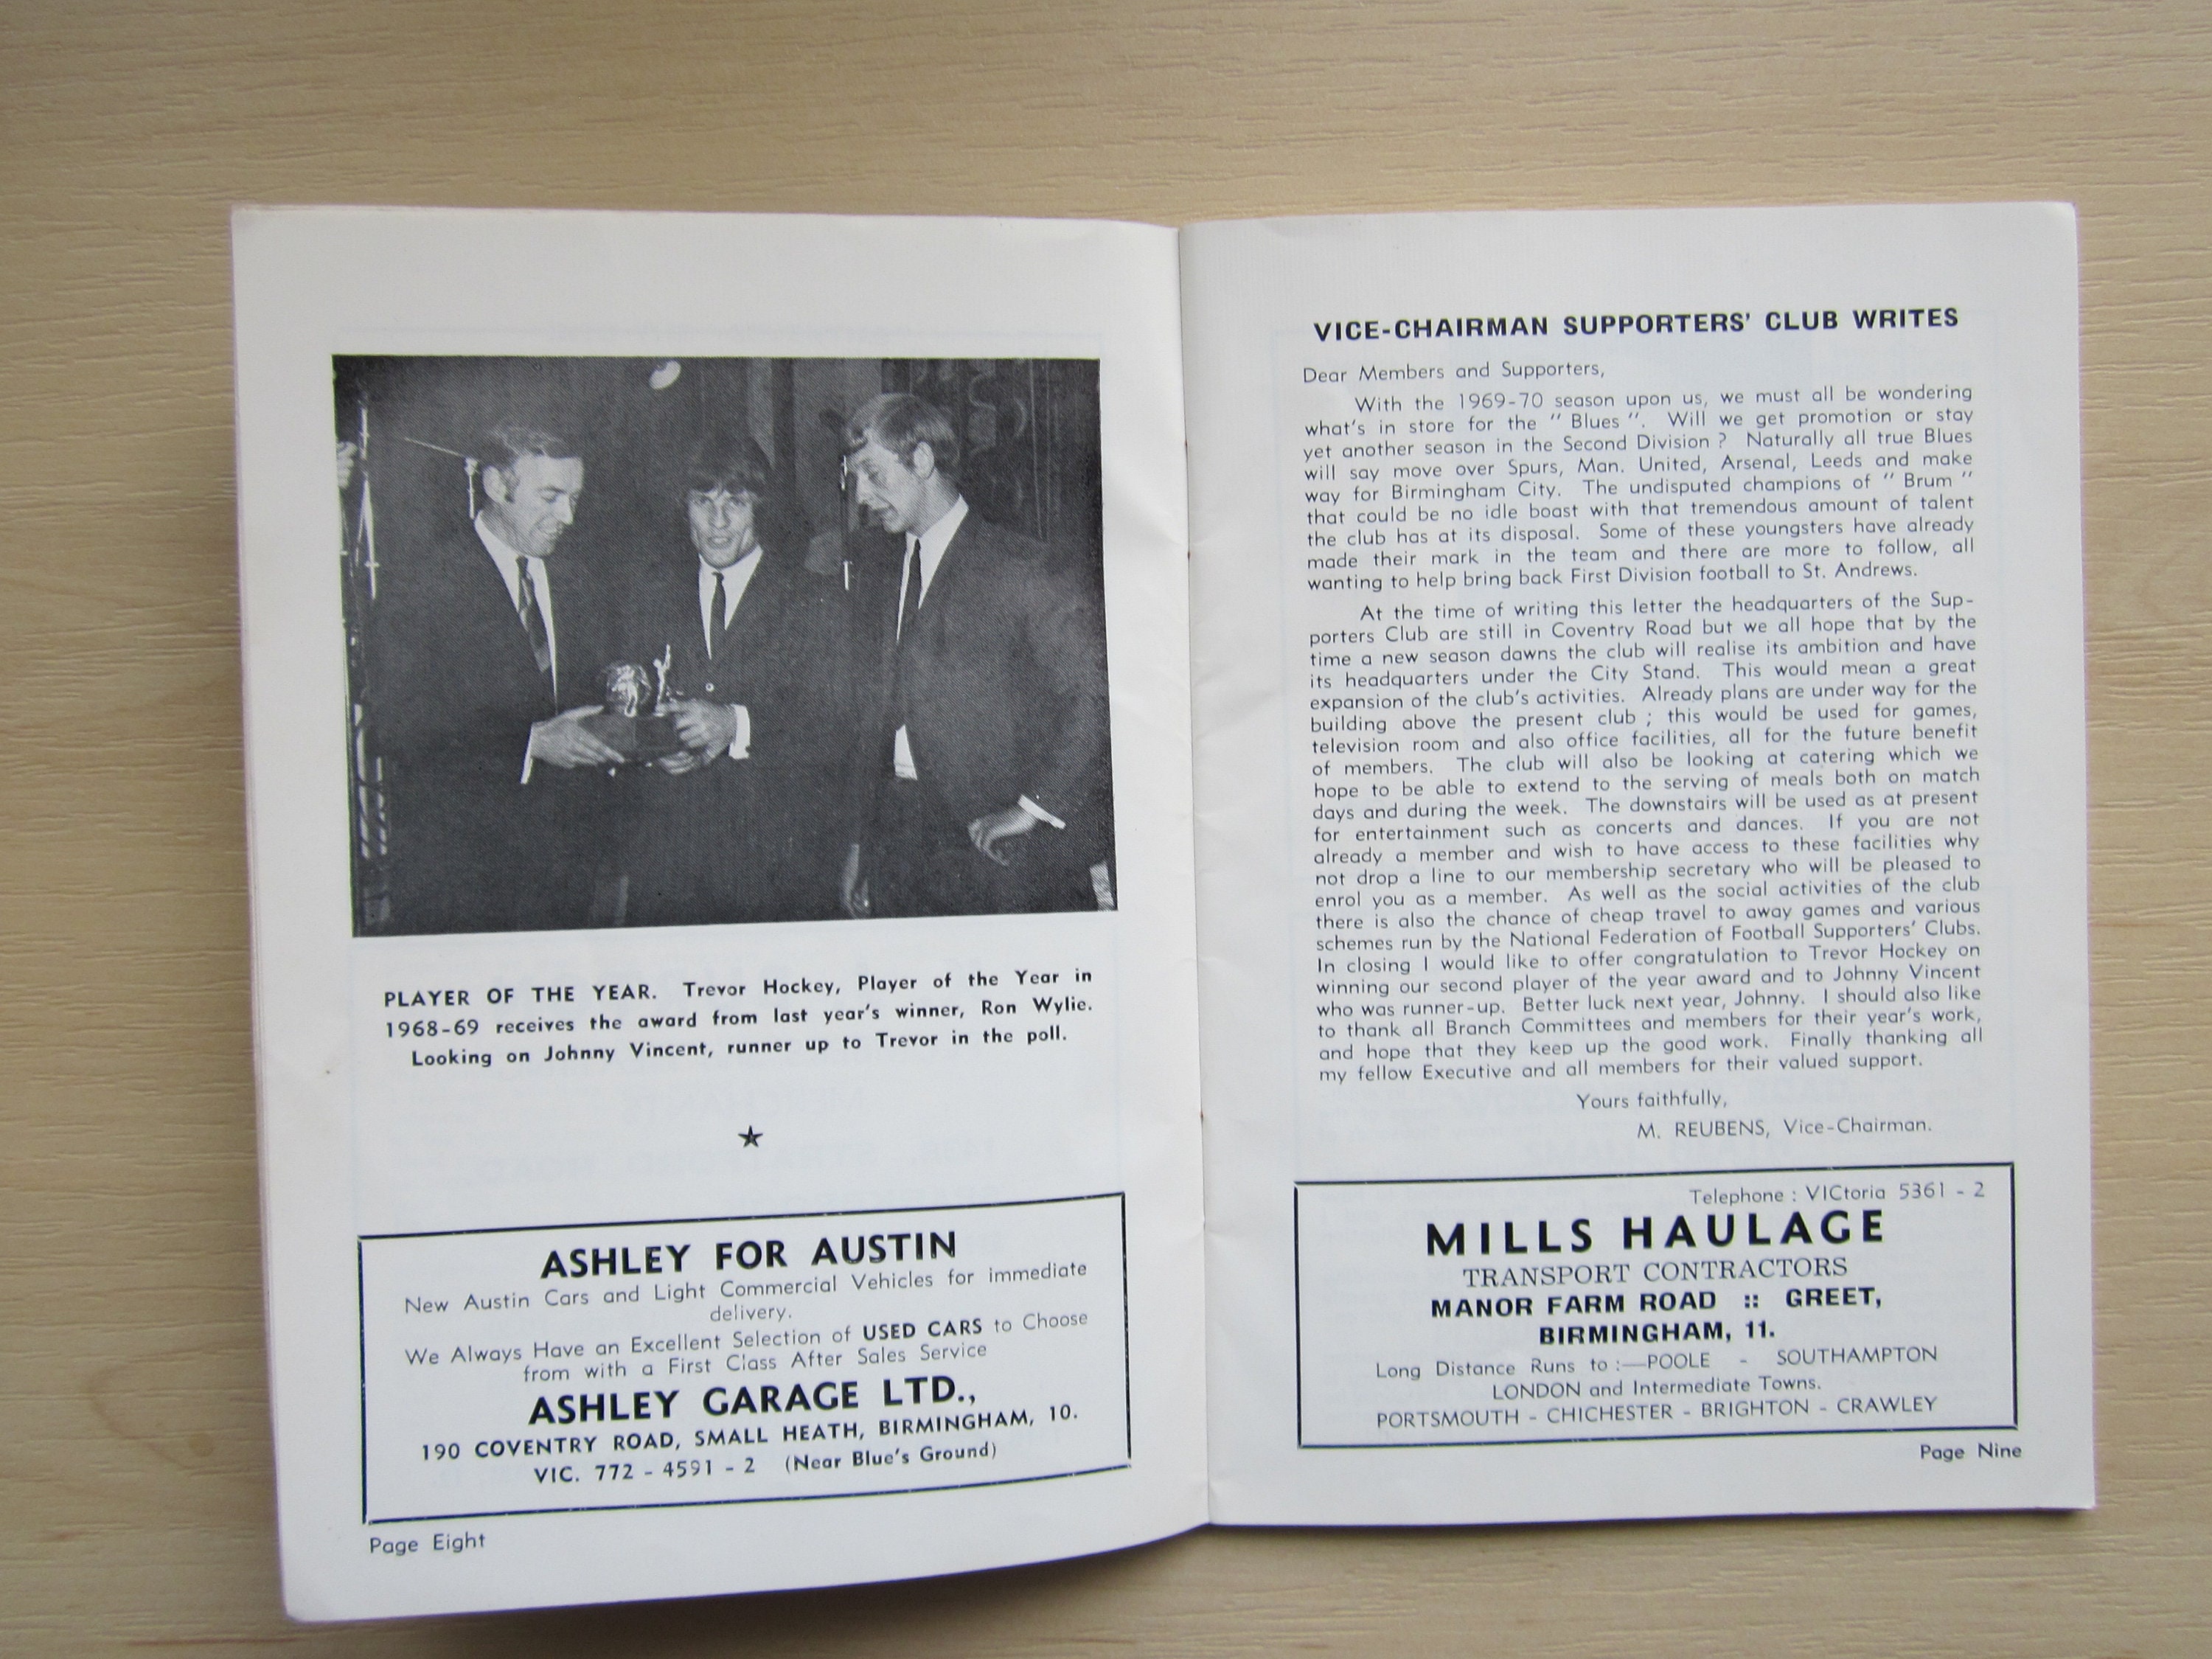 PLAYER OF THE YEAR. Trevor Hockey, Player of the Year in
1968-69 receives the award from last year's winner, Ron Wylie.
Looking on Johnny Vincent, runner up to Trevor in the poll.
ASHLEY FOR AUSTIN
New Austin Cars and Light Commercial Vehicles for immediate
delivery.
We Always Have an Excellent Selection of USED CARS to Choose
from with a First Class After Sales Service
ASHLEY GARAGE LTD.,
190 COVENTRY ROAD, SMALL HEATH, BIRMINGHAM, 10.
VIC. 772 - 4591 - 2 (Near Blue's Ground)
Page Eight
VICE-CHAIRMAN SUPPORTERS' CLUB WRITES
Dear Members and Supporters,
With the 1969-70 season upon us, we must all be wondering
what's in store for the " Blues ". Will we get promotion or stay
yet another season in the Second Division ? Naturally all true Blues
will say move over Spurs, Man. United, Arsenal, Leeds and make
way for Birmingham City. The undisputed champions of " Brum "
that could be no idle boast with that tremendous amount of talent
the club has at its disposal. Some of these youngsters have already
made their mark in the team and there are more to follow, all
wanting to help bring back First Division football to St. Andrews.
At the time of writing this letter the headquarters of the Sup-
porters Club are still in Coventry Road but we all hope that by the
time a new season dawns the club will realise its ambition and have
its headquarters under the City Stand. This would mean a great
expansion of the club's activities. Already plans are under way for the
building above the present club ; this would be used for games,
television room and also office facilities, all for the future benefit
of members. The club will also be looking at catering which we
hope to be able to extend to the serving of meals both on match
days and during the week. The downstairs will be used as at present
for entertainment such as concerts and dances. If you are not
already a member and wish to have access to these facilities why
not drop a line to our membership secretary who will be pleased to
enrol you as a member. As well as the social activities of the club
there is also the chance of cheap travel to away games and various
schemes run by the National Federation of Football Supporters' Clubs.
In closing I would like to offer congratulation to Trevor Hockey on
winning our second player of the year award and to Johnny Vincent
who was runner-up. Better luck next year, Johnny. I should also like
to thank all Branch Committees and members for their year's work,
and hope that they keep up the good work. Finally thanking all
my fellow Executive and all members for their valued support.
Yours faithfully,
M. REUBENS, Vice-Chairman.
Telephone : VICtoria 5361 - 2
MILLS HAULAGE
TRANSPORT CONTRACTORS
MANOR FARM ROAD :: GREET,
BIRMINGHAM, 11.
Long Distance Runs to :—POOLE - SOUTHAMPTON
LONDON and Intermediate Towns.
PORTSMOUTH - CHICHESTER - BRIGHTON - CRAWLEY
Page Nine